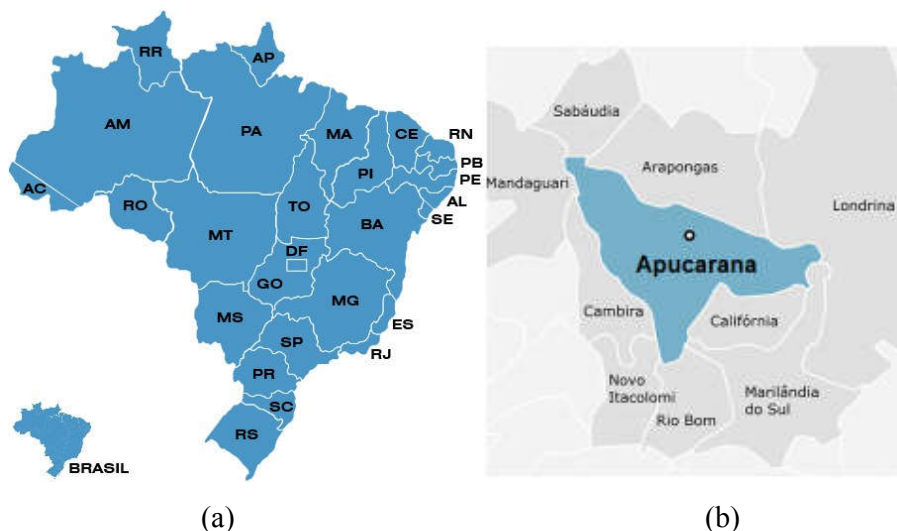 RR
AP
AM
PA
MA
CE
RN
PB
PE
AL
SE
PI
AC
RO
TO
BA
MT
DF
GO
MG
MS
ES
SP
RJ
PR
SC
RS
BRASIL
(a)
Sabáudia
Arapongas
Mandaguari
Londrina
Apucarana
Cambira
Califórnia
Novo
Itacolomi
Rio Bom
Marilândia
do Sul
(b)